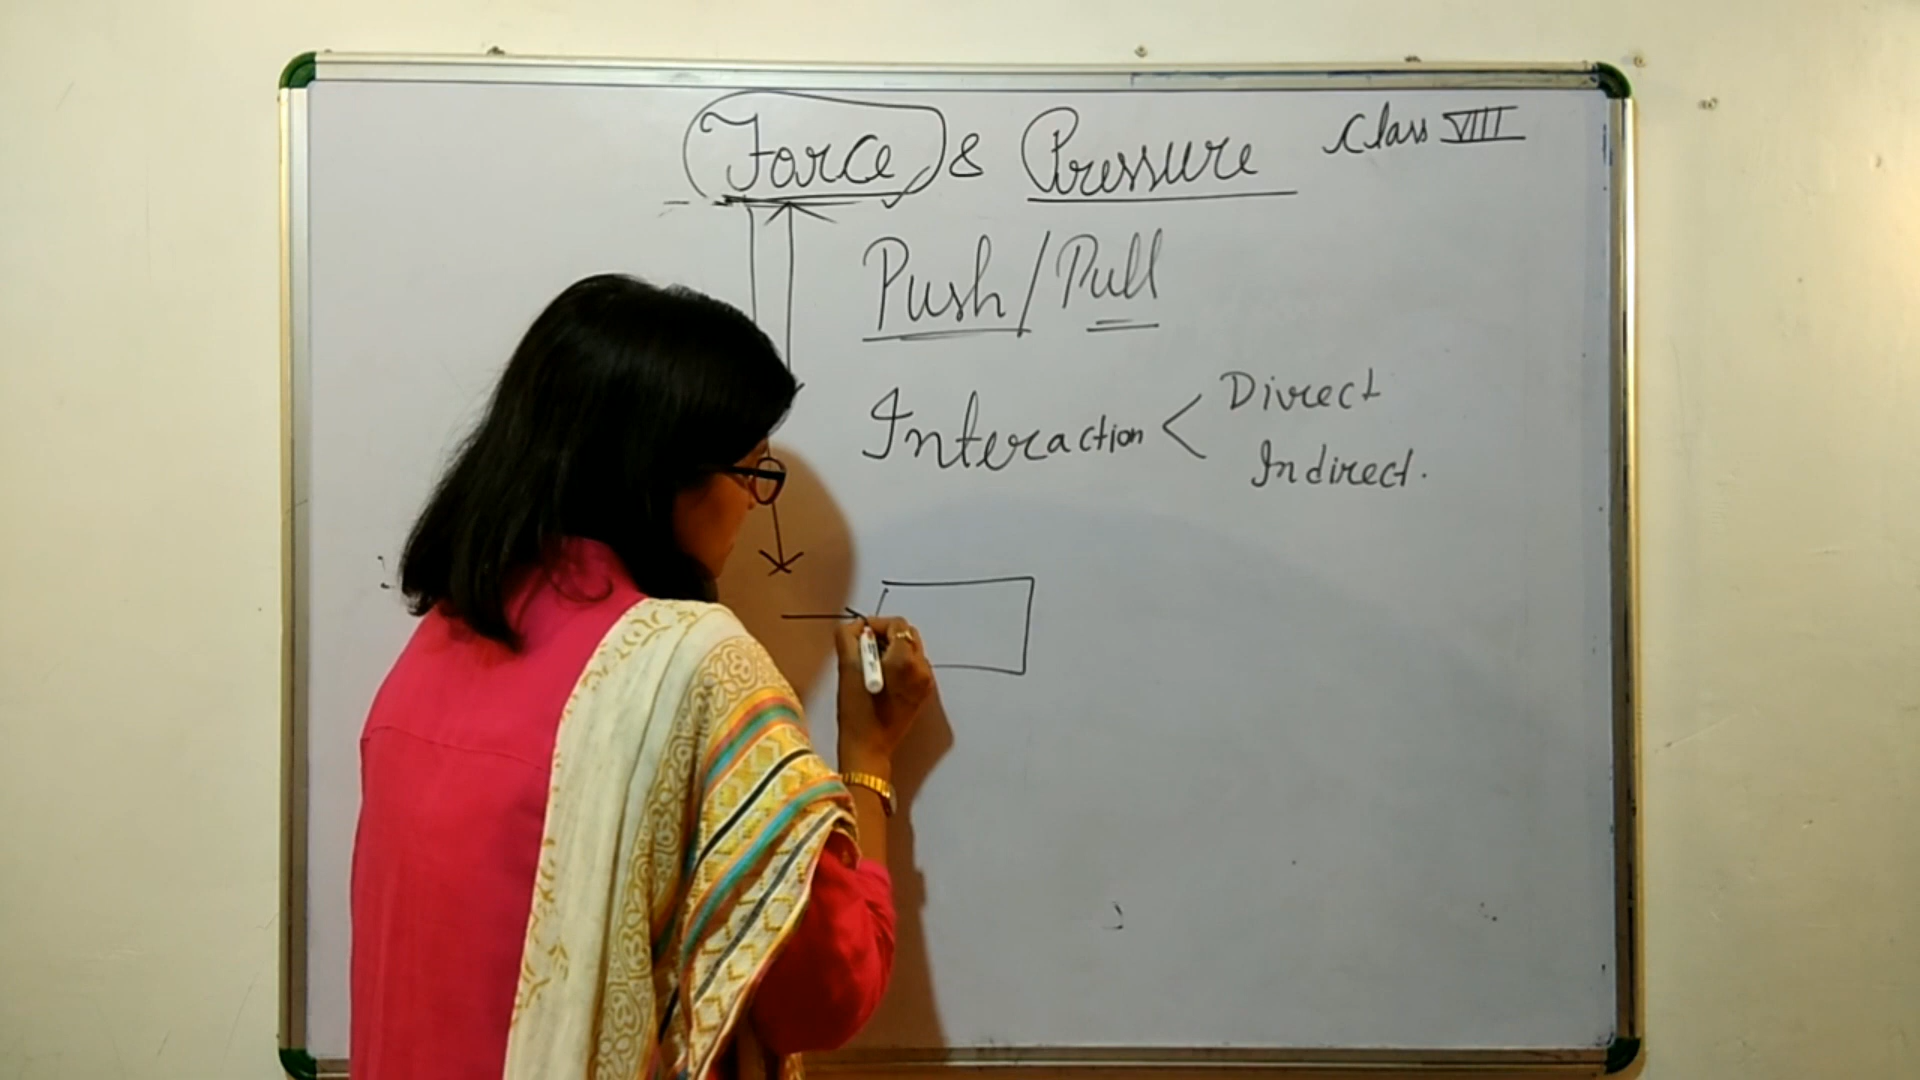 Force & Pressure Class VIII
Push/Pull
Interaction < Direct
Indirect.